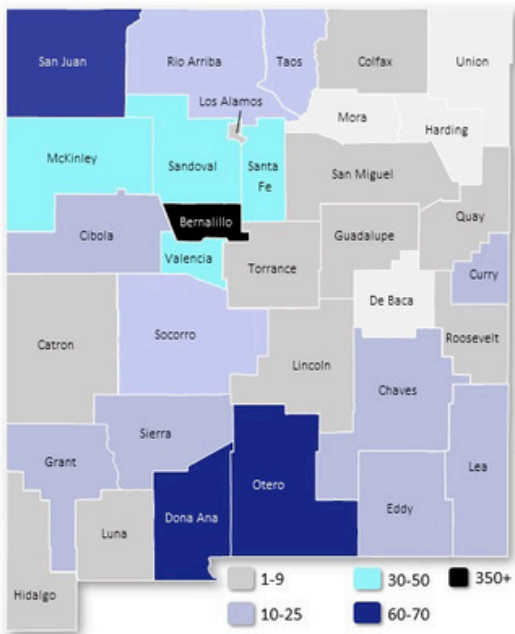 San Juan
Rio Arriba
Taos
Colfax
Union
Los Alamos
Mora
Harding
McKinley
Sandoval
Santa
Fe
San Miguel
Bernalillo
Quay
Cibola
Guadalupe
Valencia
Torrance
Curry
De Baca
Socorro
Roosevelt
Catron
Lincoln
Chaves
Sierra
Grant
Lea
Otero
Eddy
Dona Ana
Luna
Hidalgo
1-9
30-50
350+
10-25
60-70